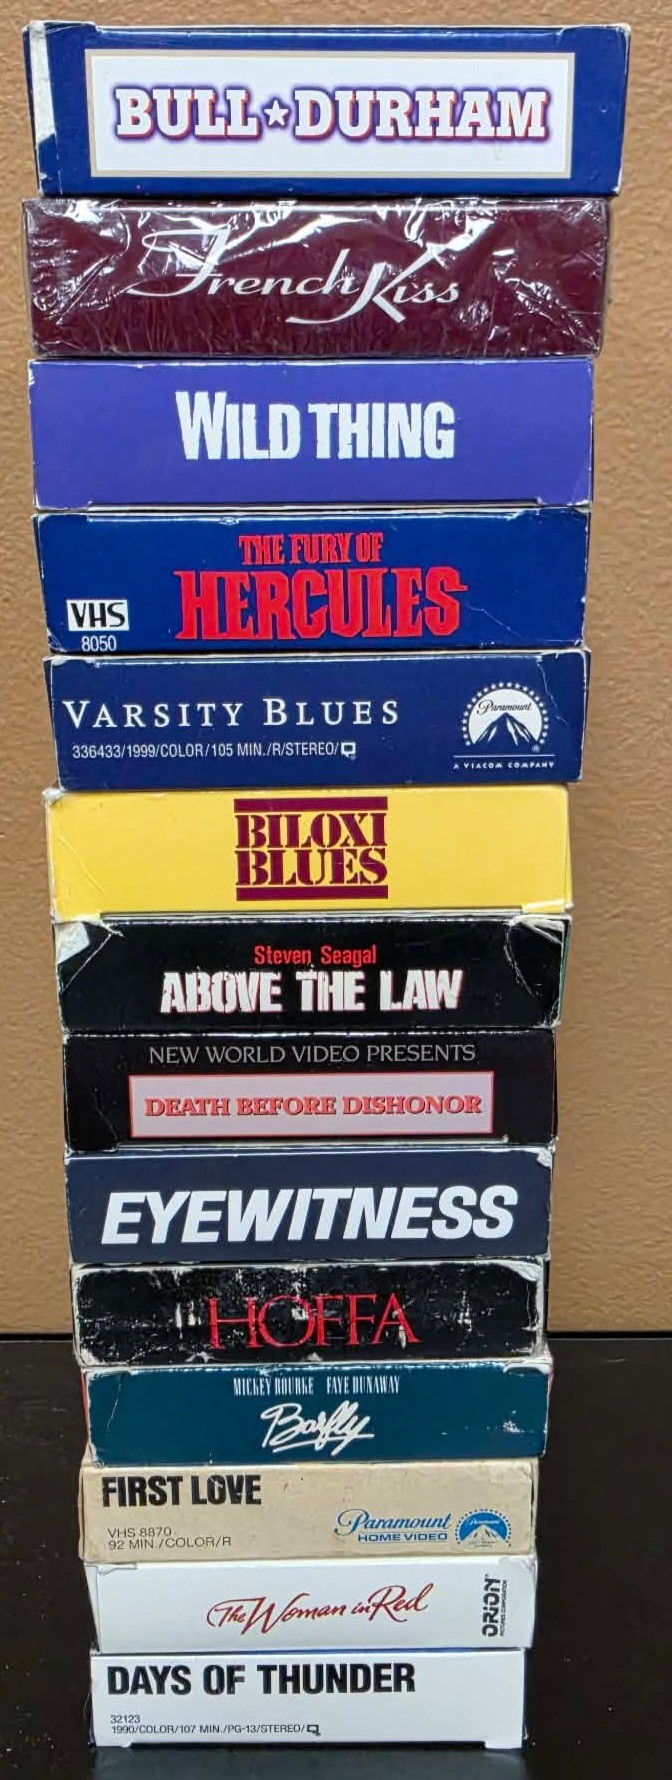 BULL★DURHAM
French Kiss
WILD THING
THE FURY OF
HERCULES
VHS
8050
VARSITY BLUES
336433/1999/COLOR/105 MIN./R/STEREO/
Paramount
A VIACOM COMPANY
BILOXI
BLUES
Steven Seagal
ABOVE THE LAW
NEW WORLD VIDEO PRESENTS
DEATH BEFORE DISHONOR
EYEWITNESS
HOFFA
MICKEY ROURKE FAYE DUNAWAY
Barfly
FIRST LOVE
VHS 8870
92 MIN./COLOR/R
Paramount
HOME VIDEO
Paramount
The Woman in Red
ORION
PICTURES CORPORATION
DAYS OF THUNDER
32123
1990/COLOR/107 MIN./PG-13/STEREO/